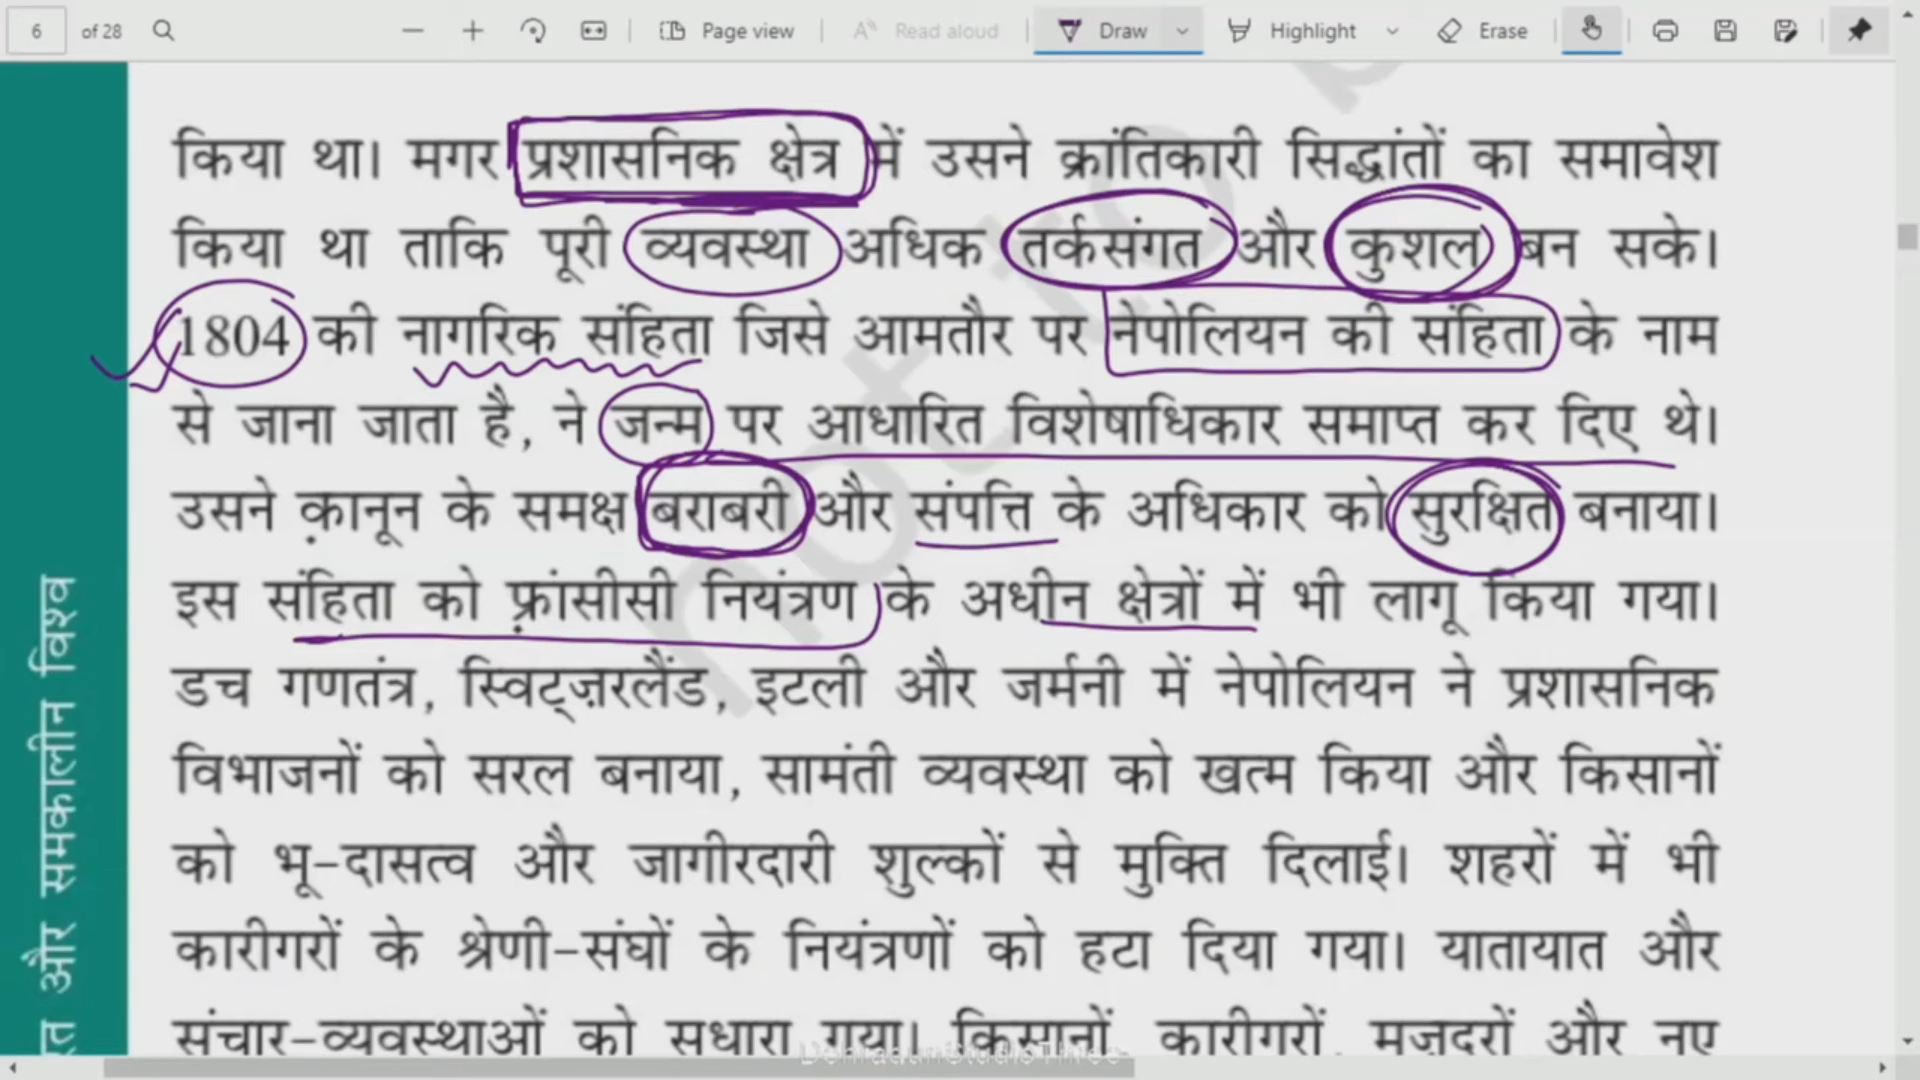 6 of 28 Page view Read aloud Draw Highlight Erase
किया था। मगर प्रशासनिक क्षेत्र में उसने क्रांतिकारी सिद्धांतों का समावेश
किया था ताकि पूरी व्यवस्था अधिक तर्कसंगत और कुशल बन सके।
1804 की नागरिक संहिता जिसे आमतौर पर नेपोलियन की संहिता के नाम
से जाना जाता है, ने जन्म पर आधारित विशेषाधिकार समाप्त कर दिए थे।
उसने क़ानून के समक्ष बराबरी और संपत्ति के अधिकार को सुरक्षित बनाया।
इस संहिता को फ़्रांसीसी नियंत्रण के अधीन क्षेत्रों में भी लागू किया गया।
डच गणतंत्र, स्विट्ज़रलैंड, इटली और जर्मनी में नेपोलियन ने प्रशासनिक
विभाजनों को सरल बनाया, सामंती व्यवस्था को खत्म किया और किसानों
को भू-दासत्व और जागीरदारी शुल्कों से मुक्ति दिलाई। शहरों में भी
कारीगरों के श्रेणी-संघों के नियंत्रणों को हटा दिया गया। यातायात और
संचार-व्यवस्थाओं को सुधारा गया। किसानों, कारीगरों, मज़दूरों और नए
और समकालीन विश्व
not to